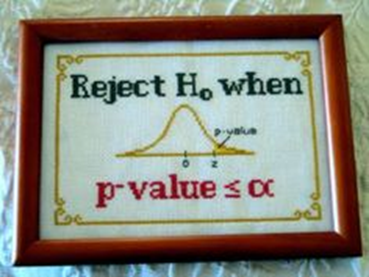 Reject H₀ when
p-value
0 z
p-value ≤ α